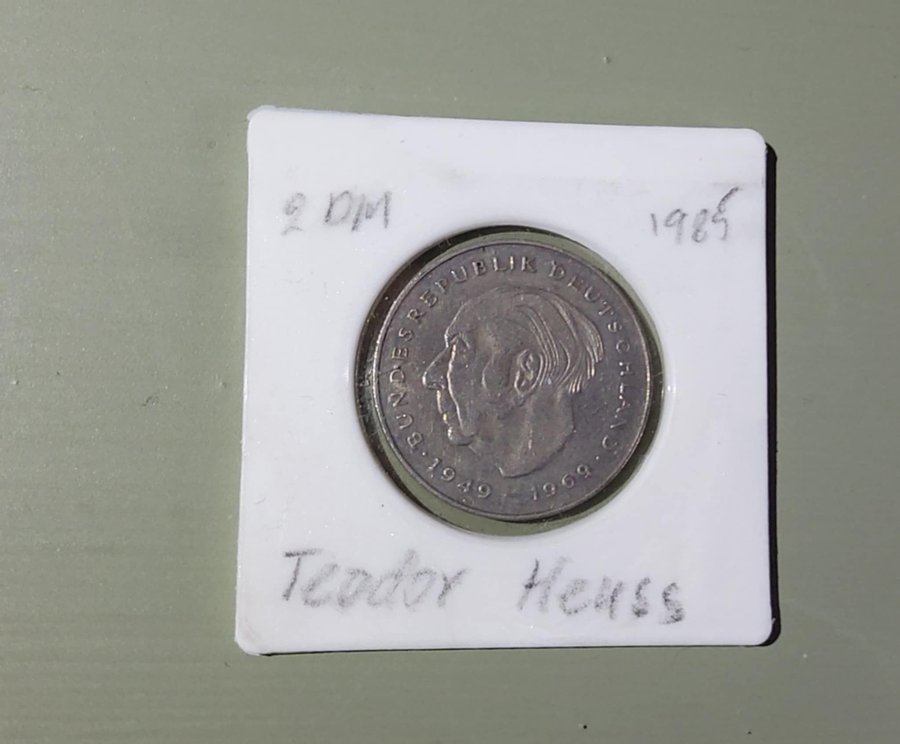 2 DM 1985
BUNDESREPUBLIK DEUTSCHLAND
· 1949 – 1969 ·
Teodor Heuss